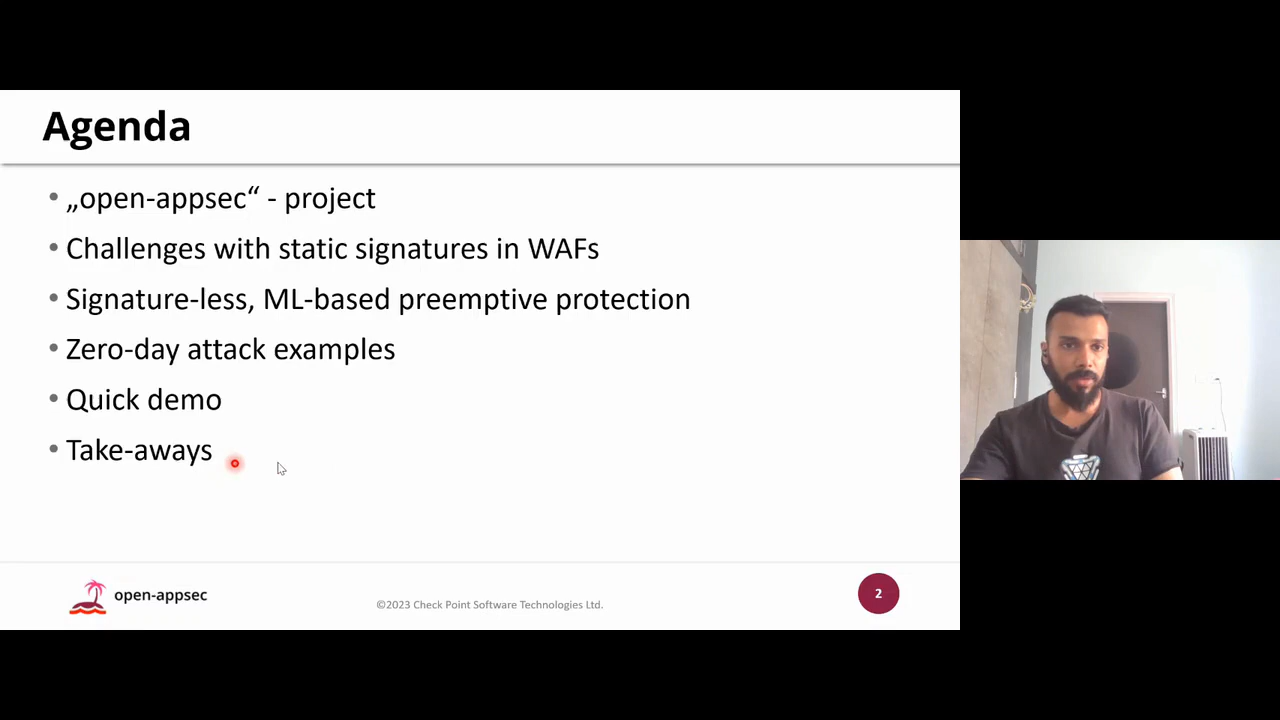 Agenda
• „open-appsec“ - project
• Challenges with static signatures in WAFs
• Signature-less, ML-based preemptive protection
• Zero-day attack examples
• Quick demo
• Take-aways
open-appsec
©2023 Check Point Software Technologies Ltd.
2